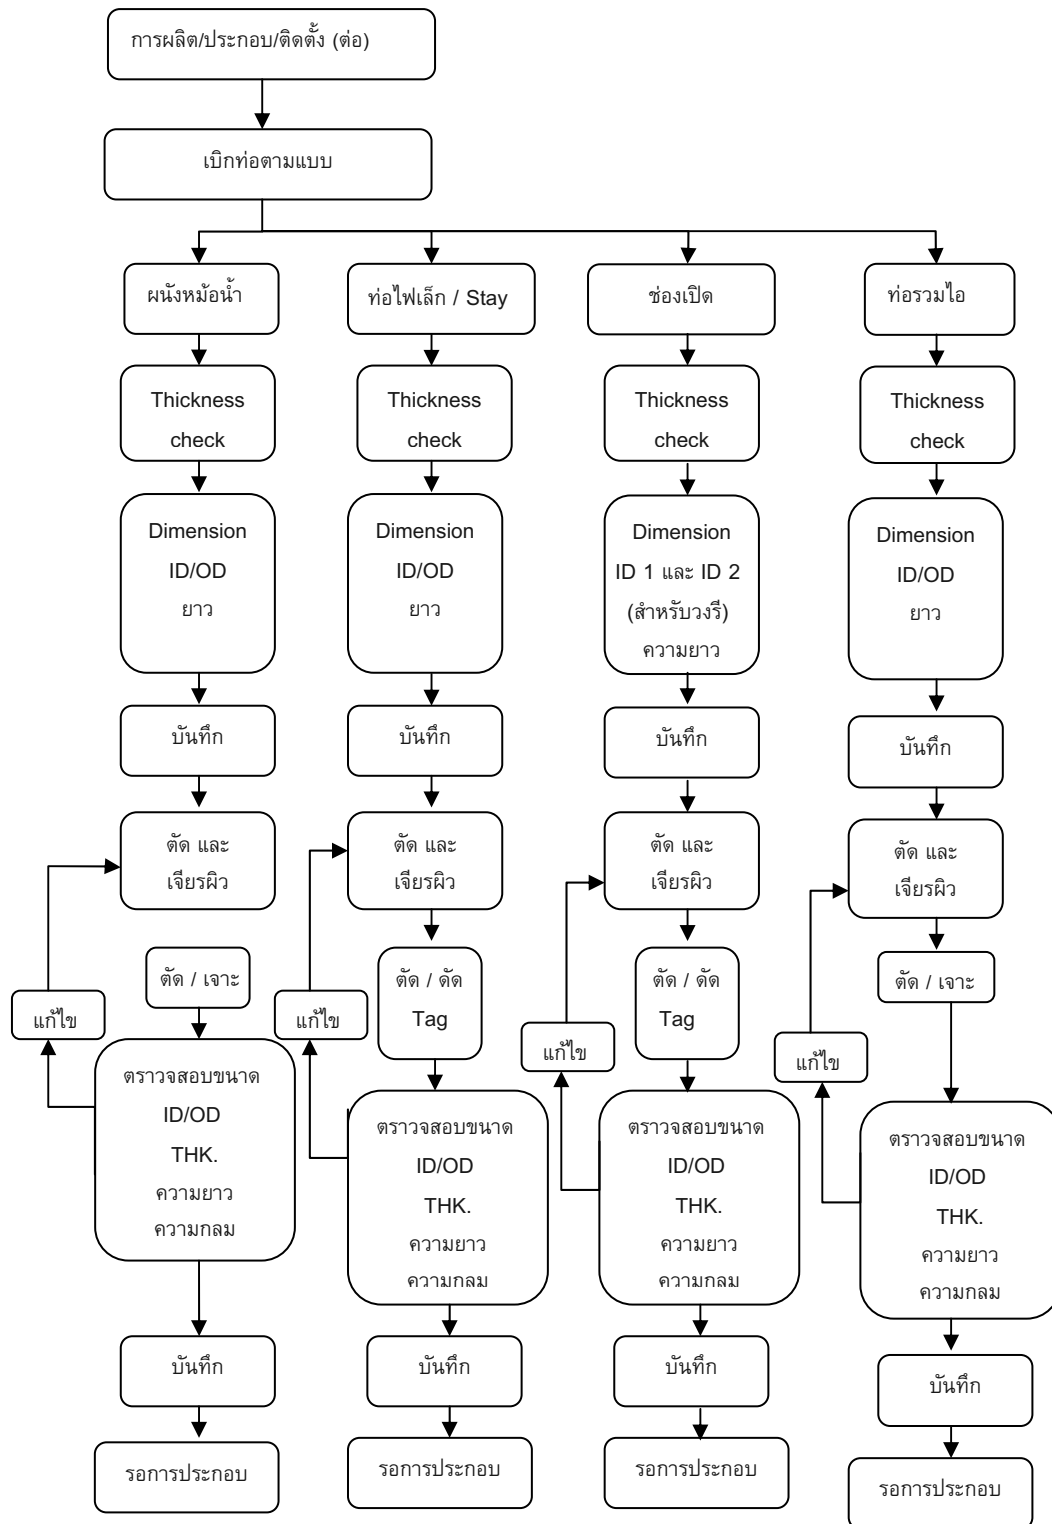 การผลิต/ประกอบ/ติดตั้ง (ต่อ)
เบิกท่อตามแบบ
ผนังหม้อน้ำ
ท่อไฟเล็ก / Stay
ช่องเปิด
ท่อรวมไอ
Thickness
check
Thickness
check
Thickness
check
Thickness
check
Dimension
ID/OD
ยาว
Dimension
ID/OD
ยาว
Dimension
ID 1 และ ID 2
(สำหรับวงรี)
ความยาว
Dimension
ID/OD
ยาว
บันทึก
บันทึก
บันทึก
บันทึก
ตัด และ
เจียรผิว
ตัด และ
เจียรผิว
ตัด และ
เจียรผิว
ตัด และ
เจียรผิว
ตัด / เจาะ
ตัด / ดัด
Tag
ตัด / ดัด
Tag
ตัด / เจาะ
แก้ไข
แก้ไข
แก้ไข
แก้ไข
ตราวจสอบขนาด
ID/OD
THK.
ความยาว
ความกลม
ตราวจสอบขนาด
ID/OD
THK.
ความยาว
ความกลม
ตราวจสอบขนาด
ID/OD
THK.
ความยาว
ความกลม
ตราวจสอบขนาด
ID/OD
THK.
ความยาว
ความกลม
บันทึก
บันทึก
บันทึก
บันทึก
รอการประกอบ
รอการประกอบ
รอการประกอบ
รอการประกอบ